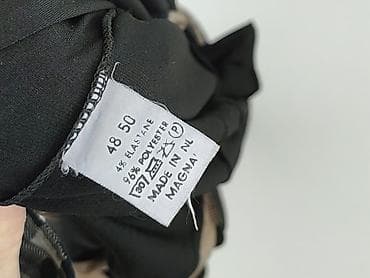 48 50
4% ELASTANE
96% POLYESTER
30 P
MADE IN NL
MAGNA'